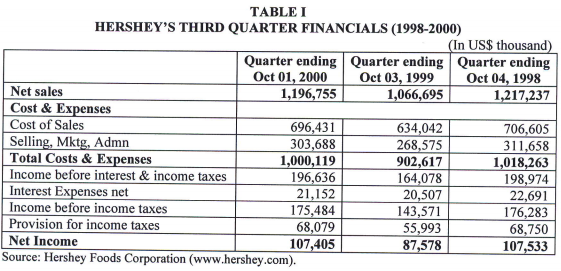 TABLE I
HERSHEY'S THIRD QUARTER FINANCIALS (1998-2000)
(In US$ thousand)
Quarter ending Oct 01, 2000 Quarter ending Oct 03, 1999 Quarter ending Oct 04, 1998
Net sales 1,196,755 1,066,695 1,217,237
Cost & Expenses
Cost of Sales 696,431 634,042 706,605
Selling, Mktg, Admn 303,688 268,575 311,658
Total Costs & Expenses 1,000,119 902,617 1,018,263
Income before interest & income taxes 196,636 164,078 198,974
Interest Expenses net 21,152 20,507 22,691
Income before income taxes 175,484 143,571 176,283
Provision for income taxes 68,079 55,993 68,750
Net Income 107,405 87,578 107,533
Source: Hershey Foods Corporation (www.hershey.com).